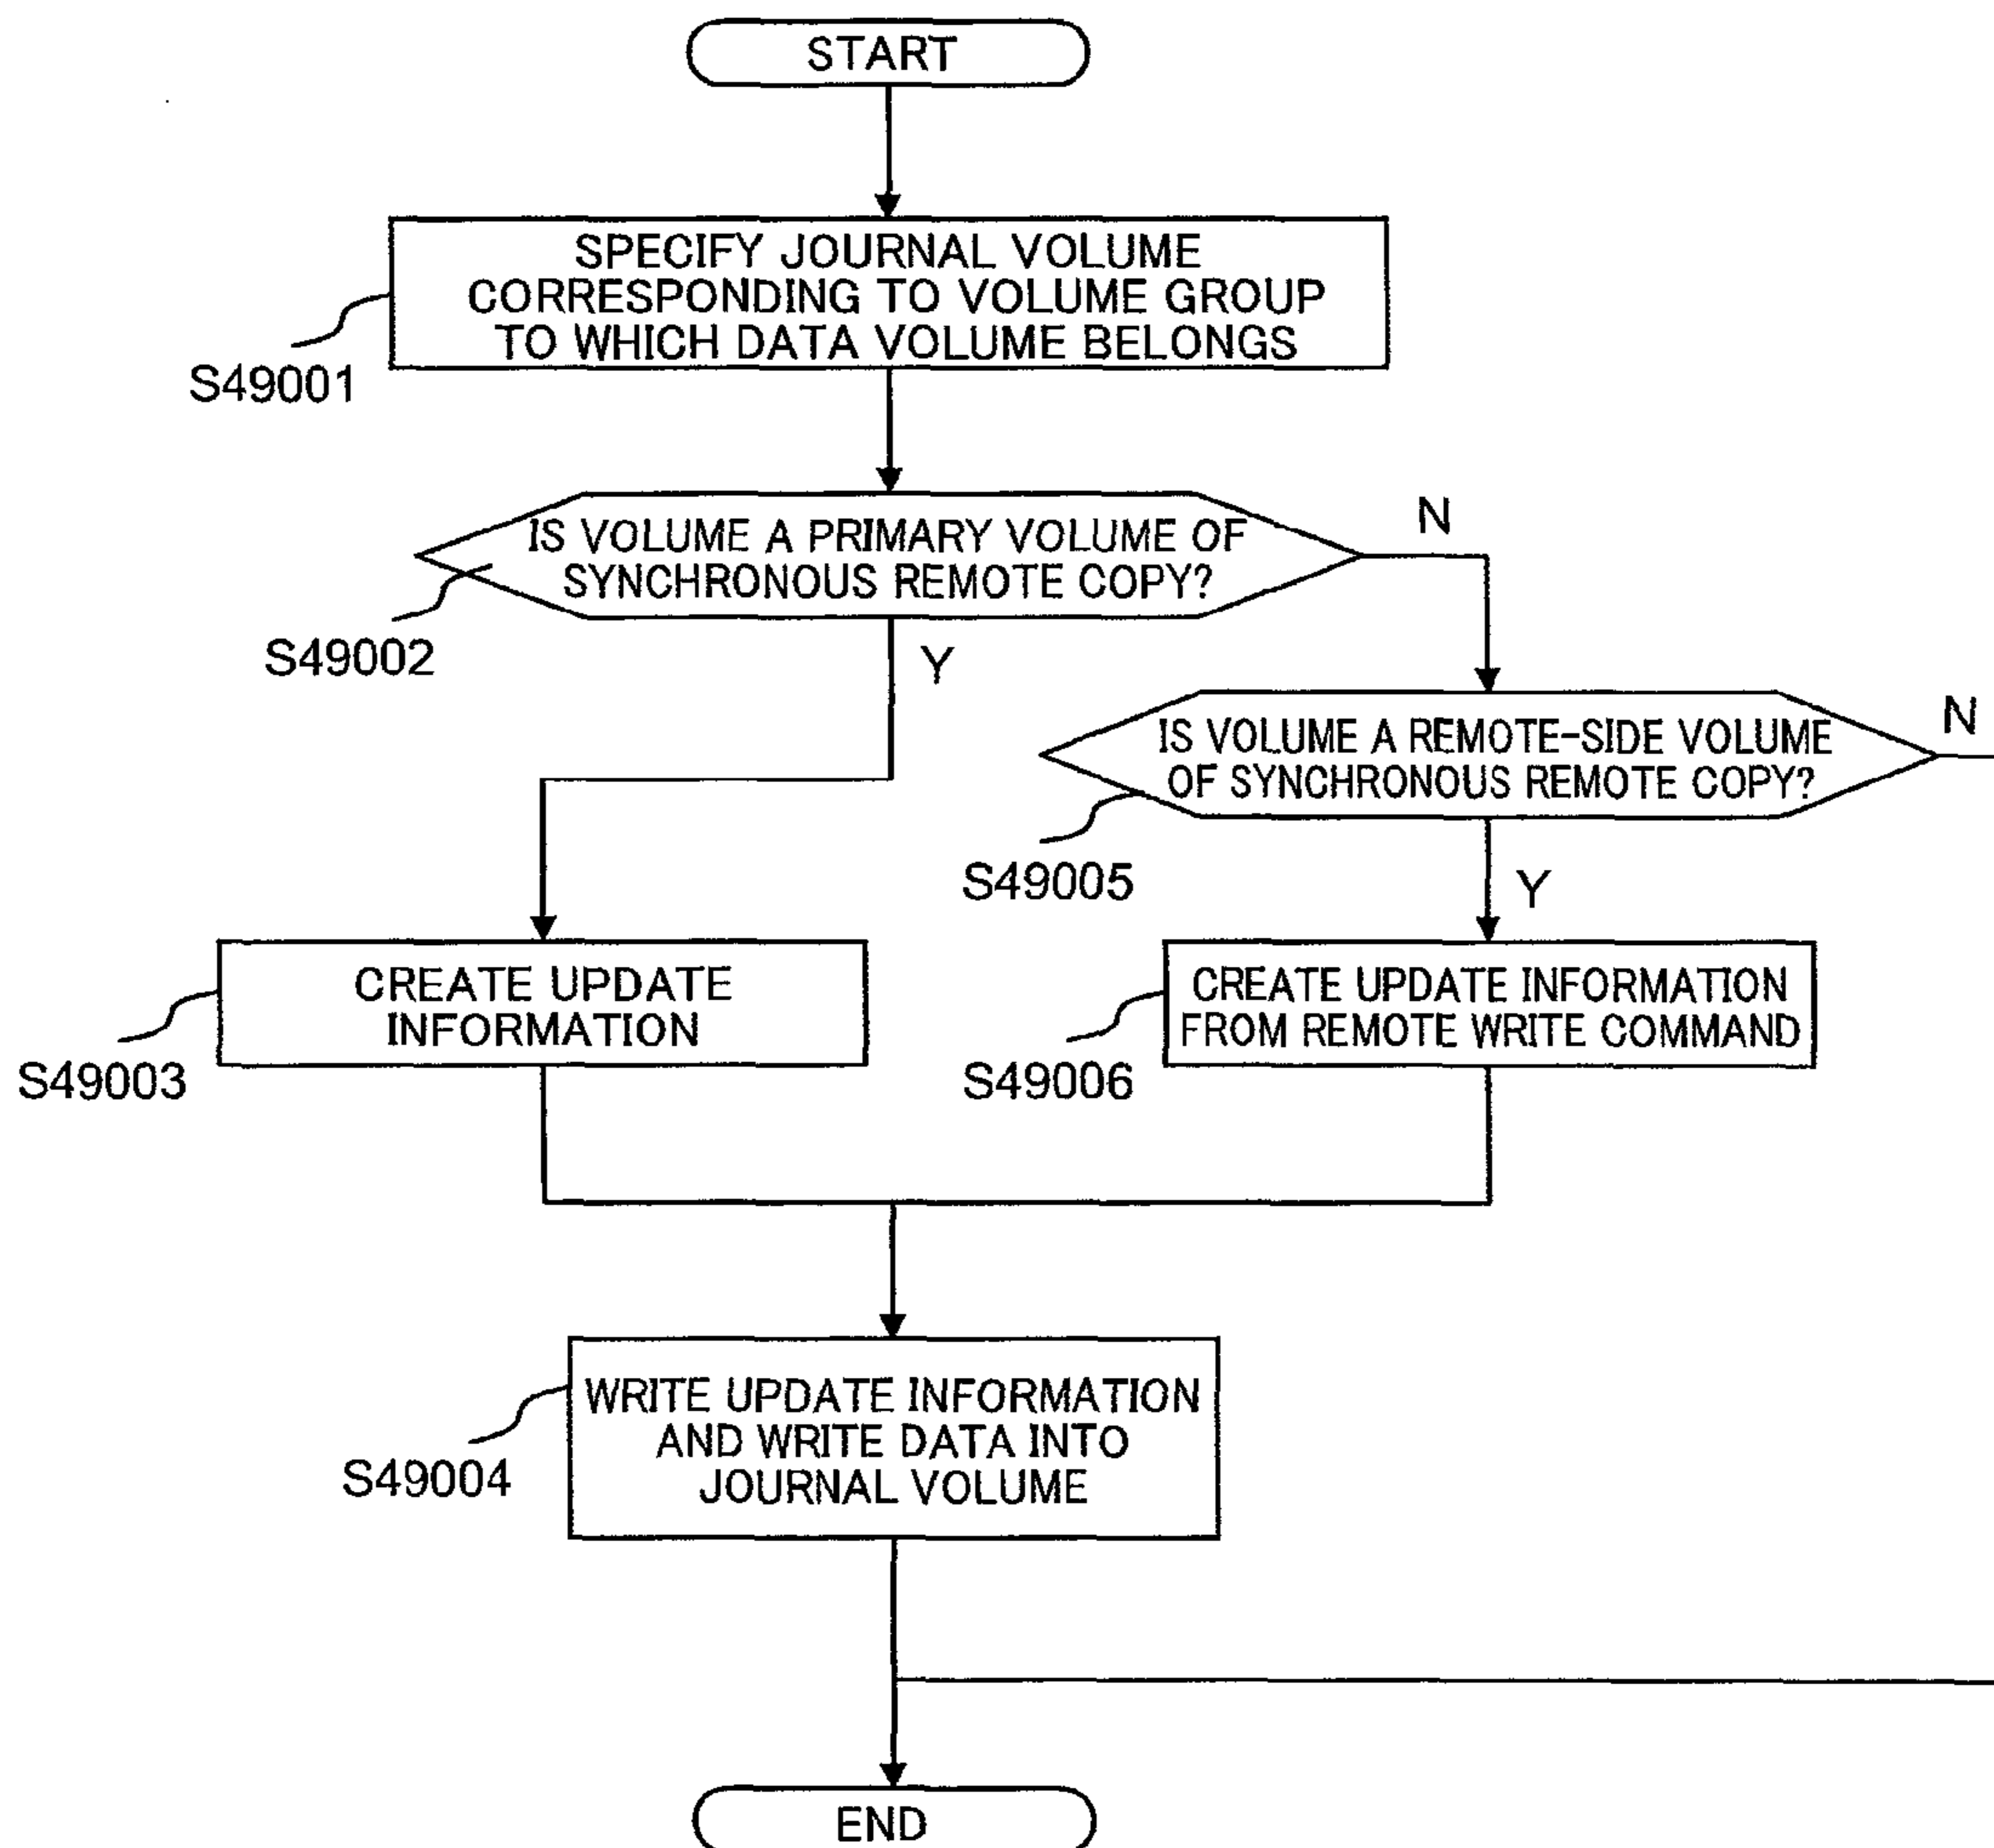 START
SPECIFY JOURNAL VOLUME
CORRESPONDING TO VOLUME GROUP
TO WHICH DATA VOLUME BELONGS
S49001
IS VOLUME A PRIMARY VOLUME OF
SYNCHRONOUS REMOTE COPY?
N
S49002
Y
IS VOLUME A REMOTE-SIDE VOLUME
OF SYNCHRONOUS REMOTE COPY?
N
S49005
Y
CREATE UPDATE
INFORMATION
S49003
CREATE UPDATE INFORMATION
FROM REMOTE WRITE COMMAND
S49006
WRITE UPDATE INFORMATION
AND WRITE DATA INTO
JOURNAL VOLUME
S49004
END